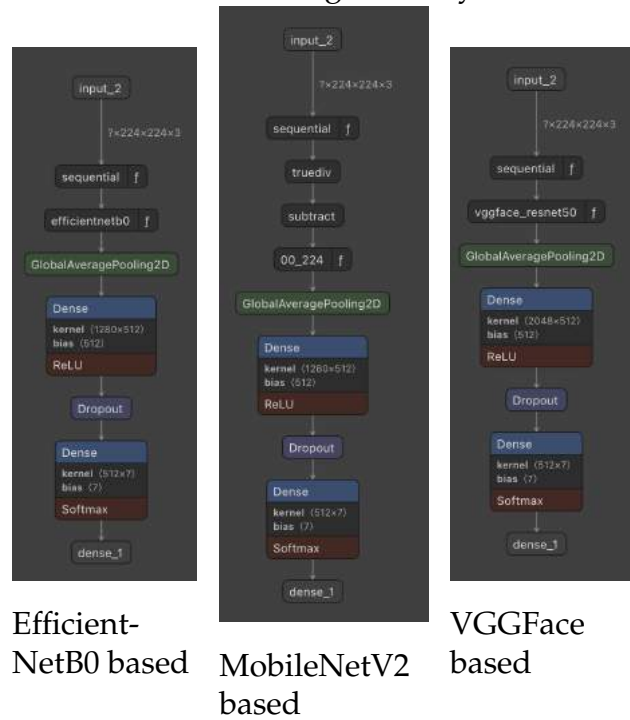 input_2
?×224×224×3
sequential f
efficientnetb0 f
GlobalAveragePooling2D
Dense
kernel (1280×512)
bias (512)
ReLU
Dropout
Dense
kernel (512×7)
bias (7)
Softmax
dense_1
Efficient-
NetB0 based
input_2
?×224×224×3
sequential f
truediv
subtract
00_224 f
GlobalAveragePooling2D
Dense
kernel (1280×512)
bias (512)
ReLU
Dropout
Dense
kernel (512×7)
bias (7)
Softmax
dense_1
MobileNetV2
based
input_2
?×224×224×3
sequential f
vggface_resnet50 f
GlobalAveragePooling2D
Dense
kernel (2048×512)
bias (512)
ReLU
Dropout
Dense
kernel (512×7)
bias (7)
Softmax
dense_1
VGGFace
based